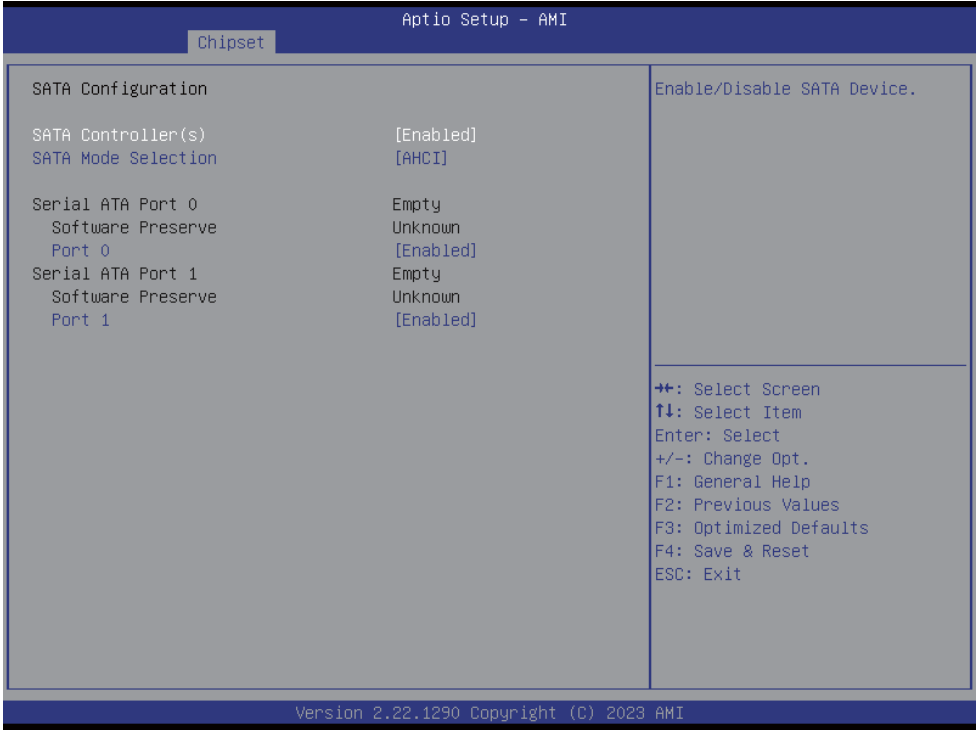 Aptio Setup – AMI
Chipset
SATA Configuration
SATA Controller(s) [Enabled]
SATA Mode Selection [AHCI]
Serial ATA Port 0 Empty
Software Preserve Unknown
Port 0 [Enabled]
Serial ATA Port 1 Empty
Software Preserve Unknown
Port 1 [Enabled]
Enable/Disable SATA Device.
→←: Select Screen
↑↓: Select Item
Enter: Select
+/-: Change Opt.
F1: General Help
F2: Previous Values
F3: Optimized Defaults
F4: Save & Reset
ESC: Exit
Version 2.22.1290 Copyright (C) 2023 AMI